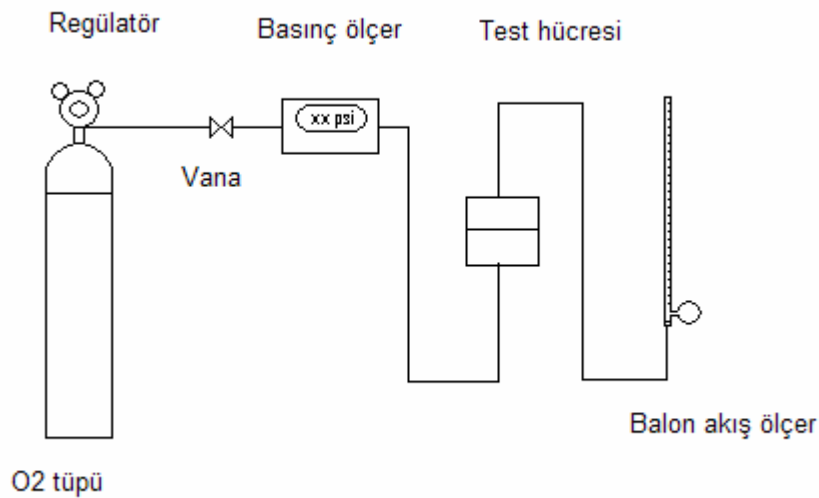 Regülatör
Basınç ölçer
Test hücresi
xx psi
Vana
Balon akış ölçer
O2 tüpü